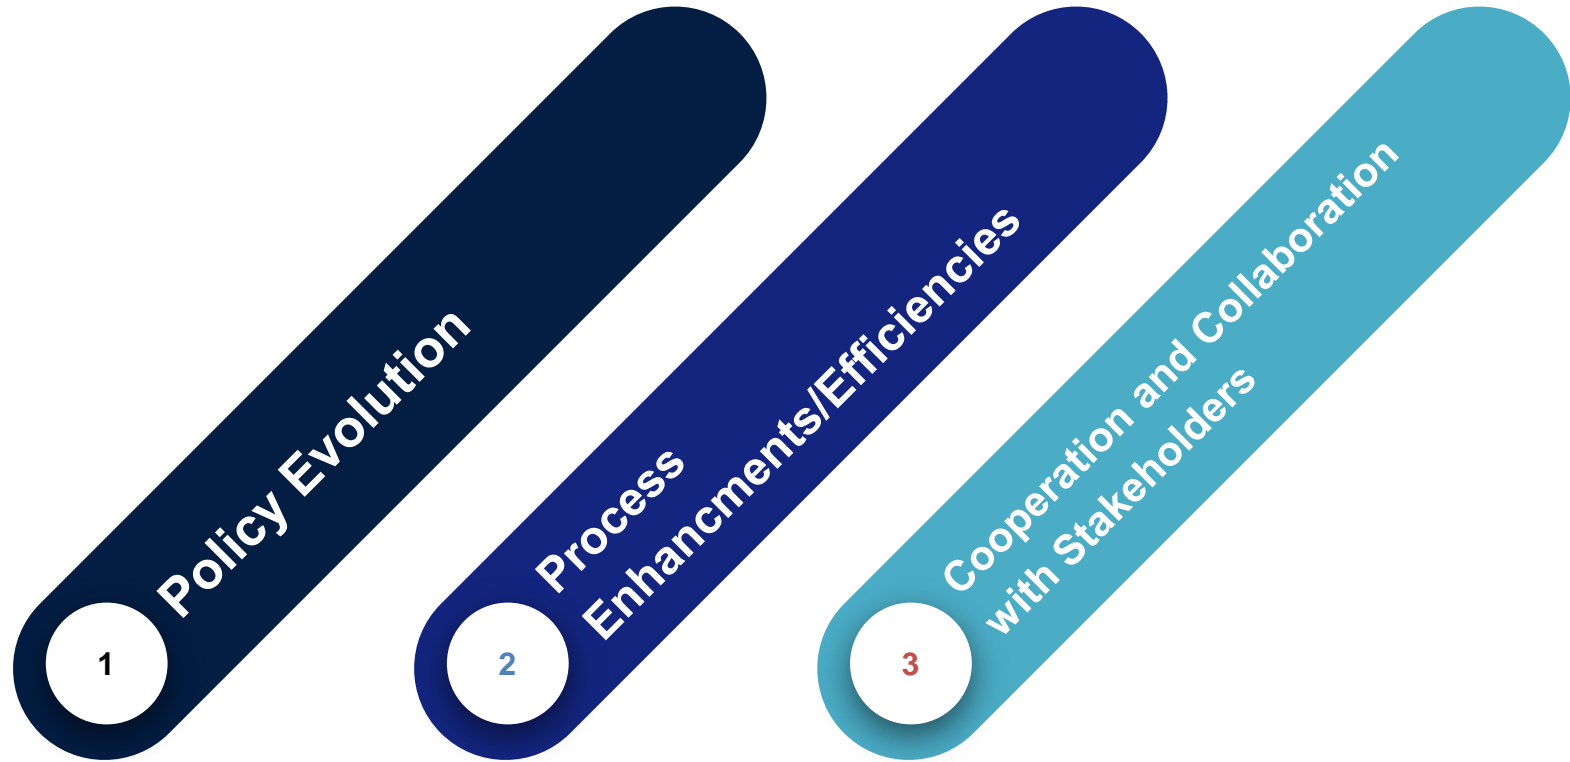 1
Policy Evolution
2
Process
Enhancments/Efficiencies
3
Cooperation and Collaboration
with Stakeholders